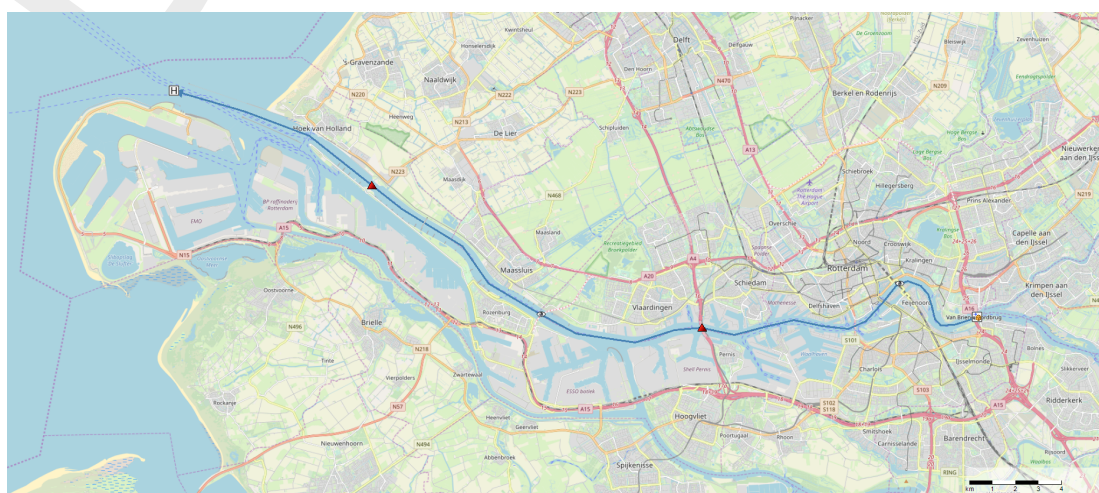 Kwintsheul
Pijnacker
Delft
Delfgauw
Bleiswijk
Zevenhuizen
Honselersdijk
's-Gravenzande
Naaldwijk
Den Hoorn
N470
N209
Berkel en Rodenrijs
N220
N222
N223
Heenweg
N213
De Lier
Schipluiden
A13
Hoek van Holland
N223
Maasdijk
N468
Schiebroek
Hillegersberg
Nieuwerkerk
aan den IJssel
N219
Prins Alexander
BP raffinaderij
Rotterdam
EMO
A15
N15
Maasland
Overschie
A4
A20
Noord
Crooswijk
Kralingen
Capelle aan
den IJssel
Maassluis
Schiedam
Rotterdam
Oostvoorne
Vlaardingen
Delfshaven
Feijenoord
A16
Krimpen
aan den IJssel
Rozenburg
Van Brienenoordbrug
N496
Brielle
Pernis
S101
Bolnes
N218
Shell Pernis
IJsselmonde
Tinte
Charlois
Slikkerveer
Vierpolders
Zwartewaal
ESSO botlek
S102
S118
S103
A15
Rockanje
N57
A15
Hoogvliet
Ridderkerk
Heenvliet
Geervliet
Smitshoek
Carnisselande
Barendrecht
Nieuwenhoorn
N494
Poortugaal
Rhoon
Abbenbroek
Spijkenisse
RING
Rijsoord
km 1 2 3 4